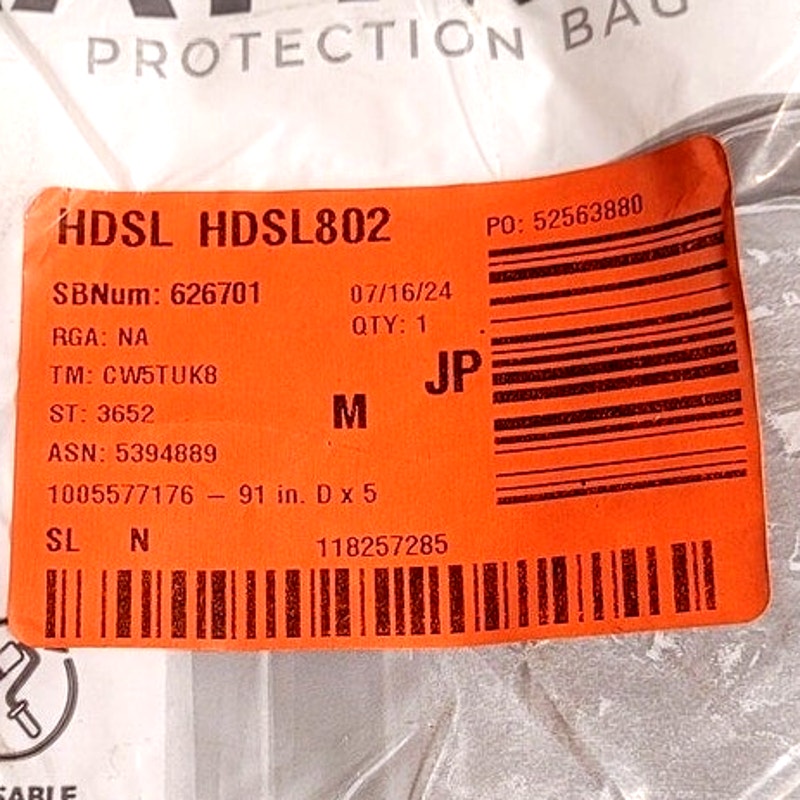 PROTECTION BAG
HDSL HDSL802
PO: 52563880
SBNum: 626701
07/16/24
RGA: NA
QTY: 1
TM: CW5TUK8
JP
ST: 3652
M
ASN: 5394889
1005577176 – 91 in. D x 5
SL N
118257285